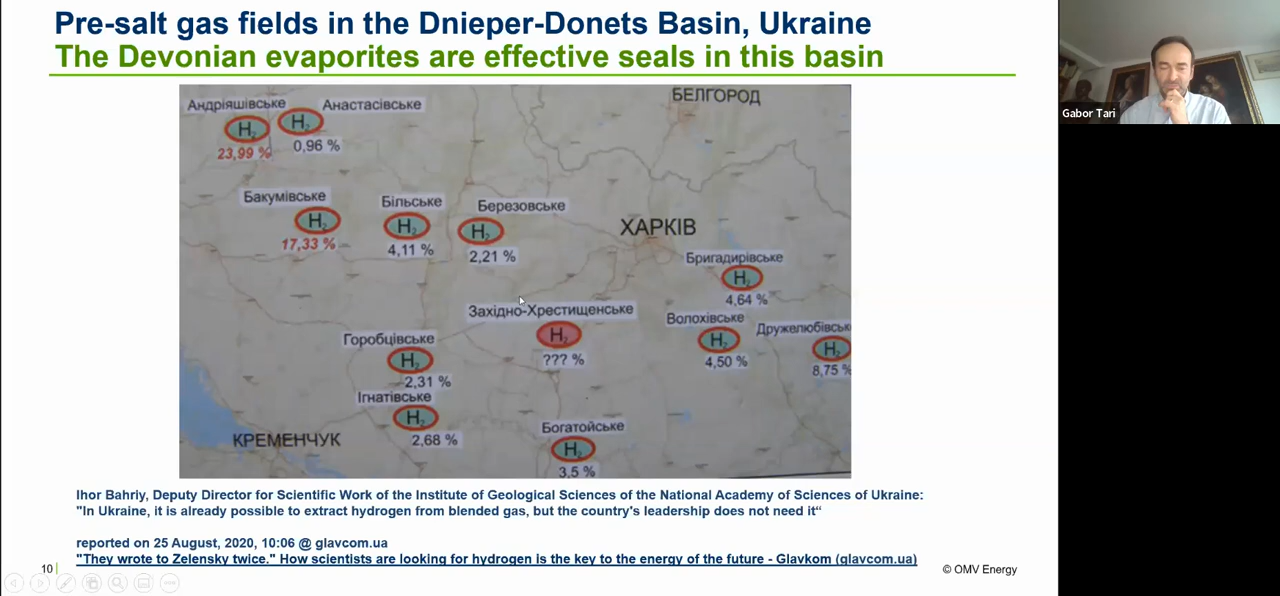 Pre-salt gas fields in the Dnieper-Donets Basin, Ukraine
The Devonian evaporites are effective seals in this basin
БЕЛГОРОД
Андріяшівське
H₂
23,99 %
Анастасівське
H₂
0,96 %
Бакумівське
H₂
17,33 %
Більське
H₂
4,11 %
Березовське
H₂
2,21 %
ХАРКІВ
Бригадирівське
H₂
4,64 %
Західно-Хрестищенське
H₂
??? %
Волохівське
H₂
4,50 %
Дружелюбівськ
H₂
8,75 %
Горобцівське
H₂
2,31 %
Ігнатівське
H₂
2,68 %
КРЕМЕНЧУК
Богатойське
H₂
3,5 %
Ihor Bahriy, Deputy Director for Scientific Work of the Institute of Geological Sciences of the National Academy of Sciences of Ukraine:
"In Ukraine, it is already possible to extract hydrogen from blended gas, but the country's leadership does not need it“
reported on 25 August, 2020, 10:06 @ glavcom.ua
"They wrote to Zelensky twice." How scientists are looking for hydrogen is the key to the energy of the future - Glavkom (glavcom.ua)
10
© OMV Energy
Gabor Tari